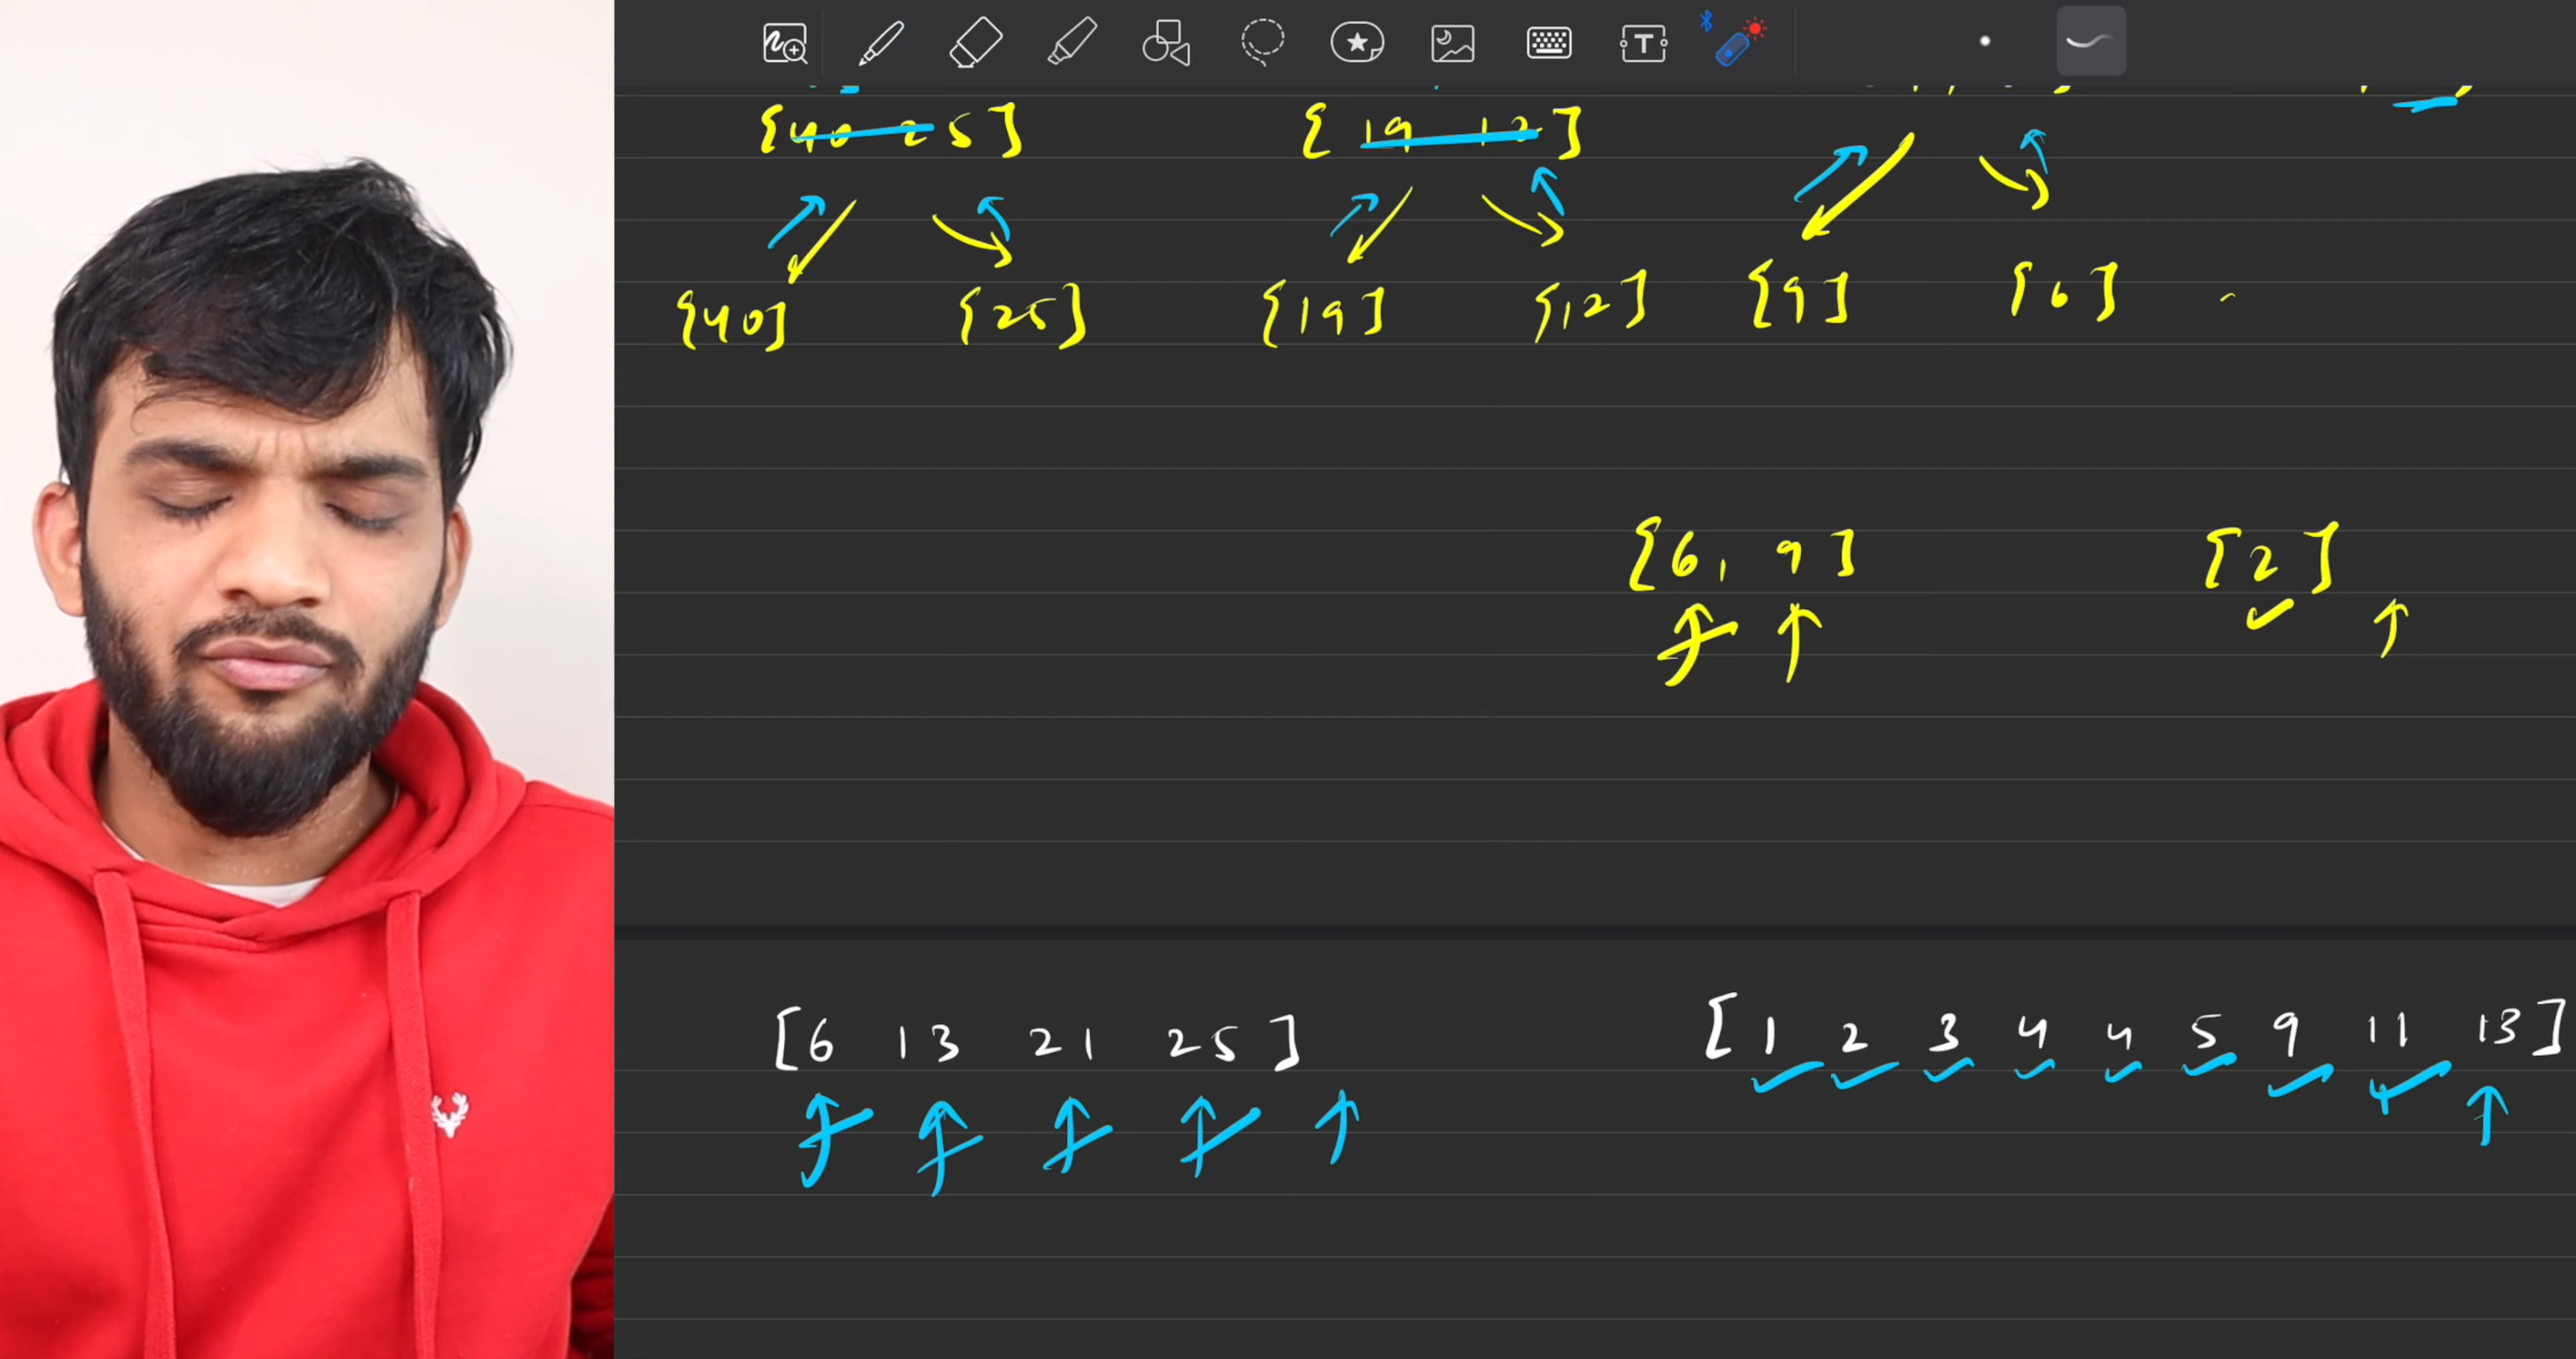 {40 25] { 19 12]
{40] {25] {19] {12] {9] {6]
{6, 9] [2]
[6 13 21 25] [1 2 3 4 4 5 9 11 13]